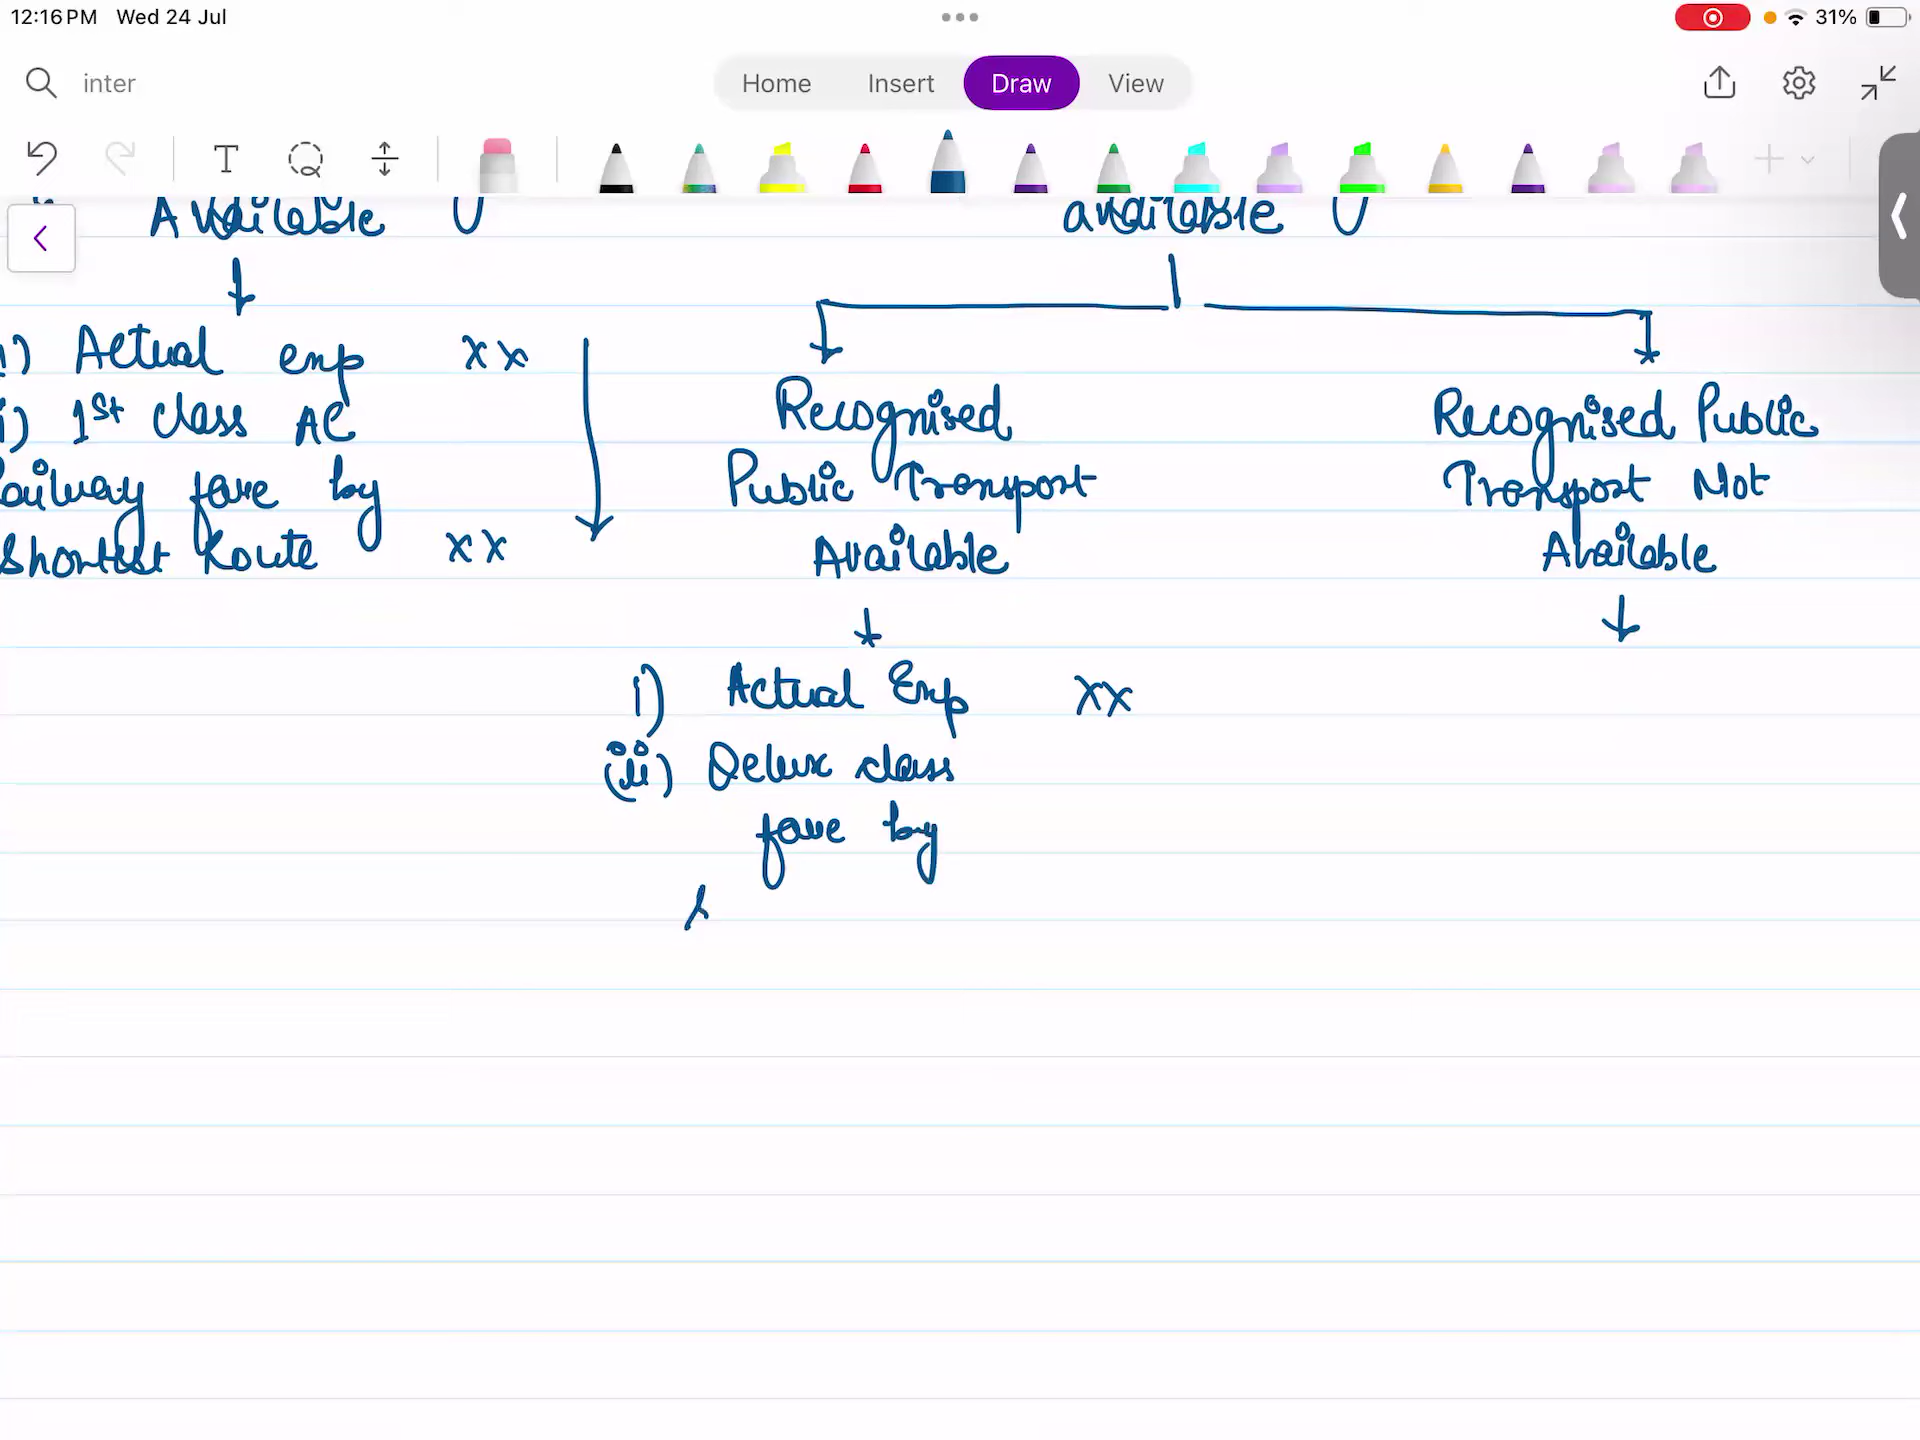 12:16 PM Wed 24 Jul
31%
inter
Home Insert Draw View
T
Available
available
i) Actual exp xx
i) 1st class AC
Railway fare by
Shortest Route xx
Recognised
Public Transport
Available
Recognised Public
Transport Not
Available
i) Actual Exp xx
(ii) Delux class
fare by